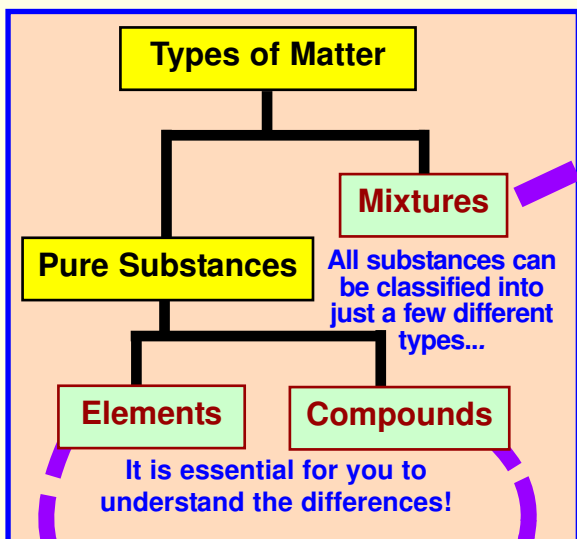 Types of Matter
Mixtures
Pure Substances
All substances can
be classified into
just a few different
types...
Elements
Compounds
It is essential for you to
understand the differences!